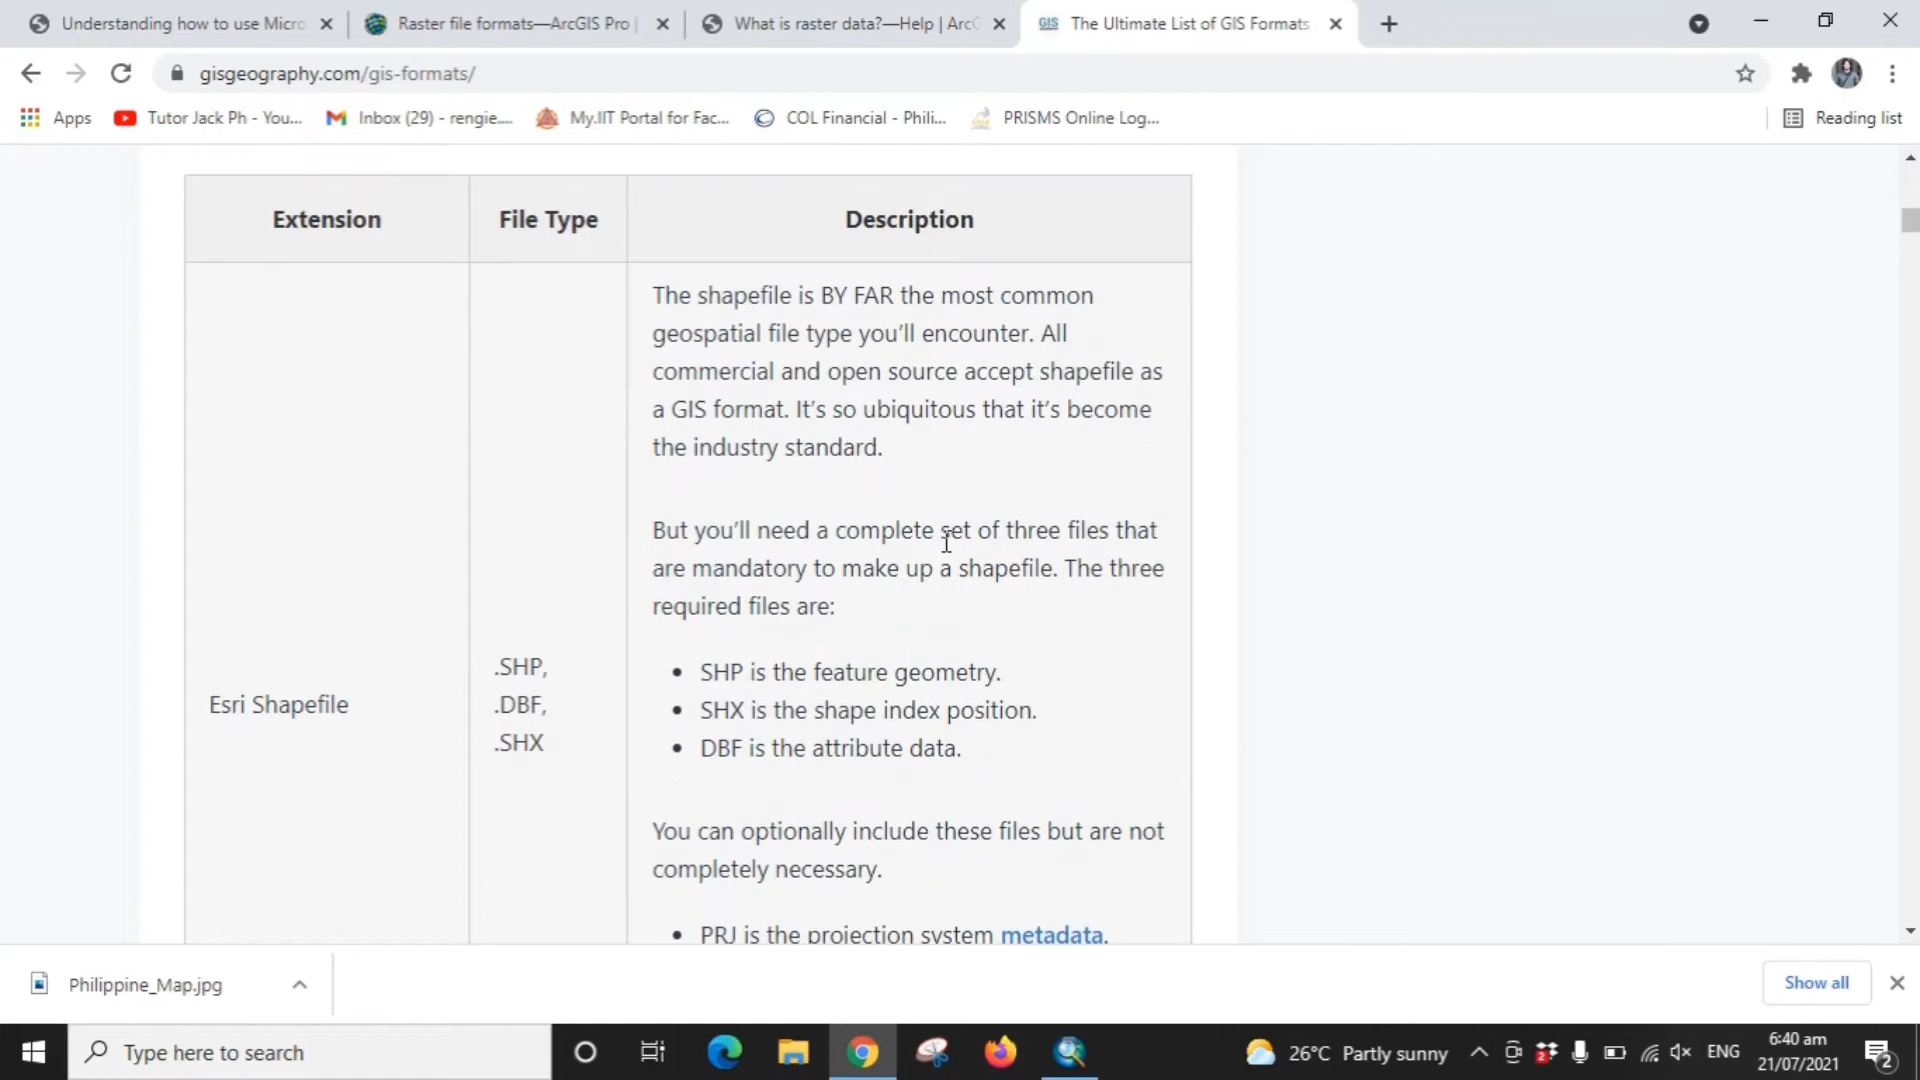 Understanding how to use Micro
Raster file formats—ArcGIS Pro |
What is raster data?—Help | ArcG
The Ultimate List of GIS Formats
gisgeography.com/gis-formats/
Apps
Tutor Jack Ph - You...
Inbox (29) - rengie....
My.IIT Portal for Fac...
COL Financial - Phili...
PRISMS Online Log...
Reading list
Extension
File Type
Description
The shapefile is BY FAR the most common
geospatial file type you'll encounter. All
commercial and open source accept shapefile as
a GIS format. It's so ubiquitous that it's become
the industry standard.
But you'll need a complete set of three files that
are mandatory to make up a shapefile. The three
required files are:
Esri Shapefile
.SHP,
.DBF,
.SHX
• SHP is the feature geometry.
• SHX is the shape index position.
• DBF is the attribute data.
You can optionally include these files but are not
completely necessary.
• PRJ is the projection system metadata.
Philippine_Map.jpg
Show all
Type here to search
26°C Partly sunny
ENG
6:40 am
21/07/2021
2